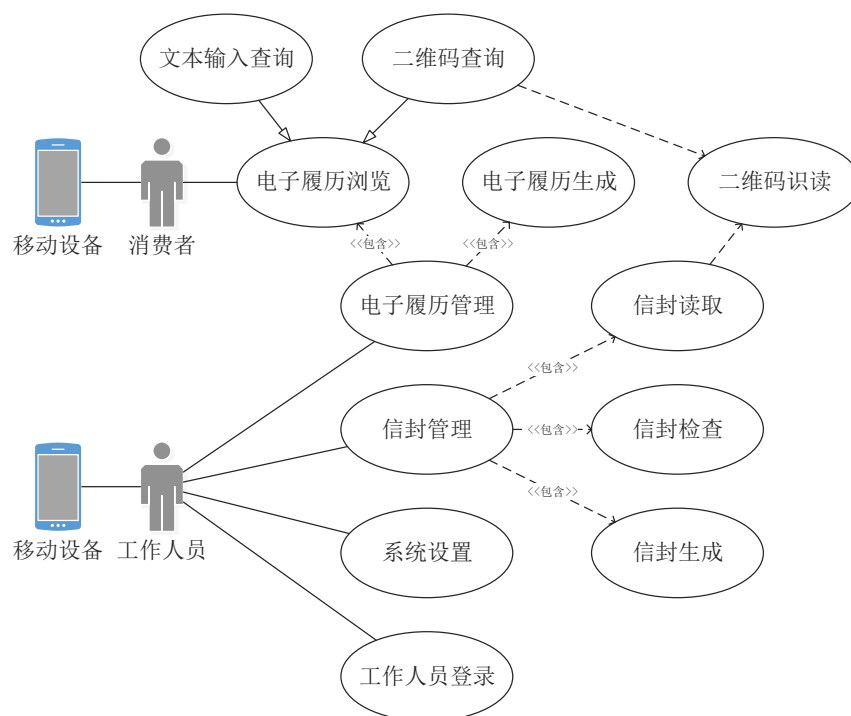 文本输入查询
二维码查询
电子履历浏览
电子履历生成
二维码识读
移动设备
消费者
<<包含>>
<<包含>>
电子履历管理
信封读取
<<包含>>
信封管理
<<包含>>
信封检查
<<包含>>
移动设备
工作人员
系统设置
信封生成
工作人员登录